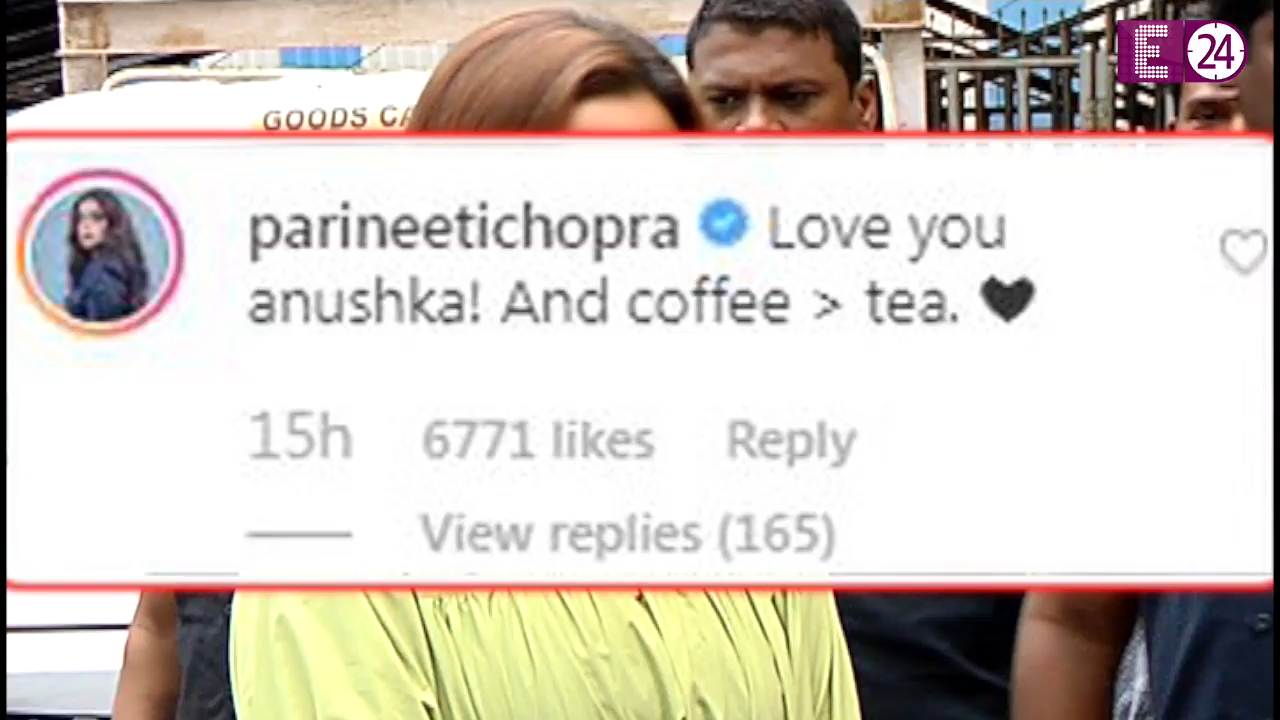 E 24
GOODS CA
parineetichopra Love you
anushka! And coffee > tea. 🖤
15h 6771 likes Reply
View replies (165)